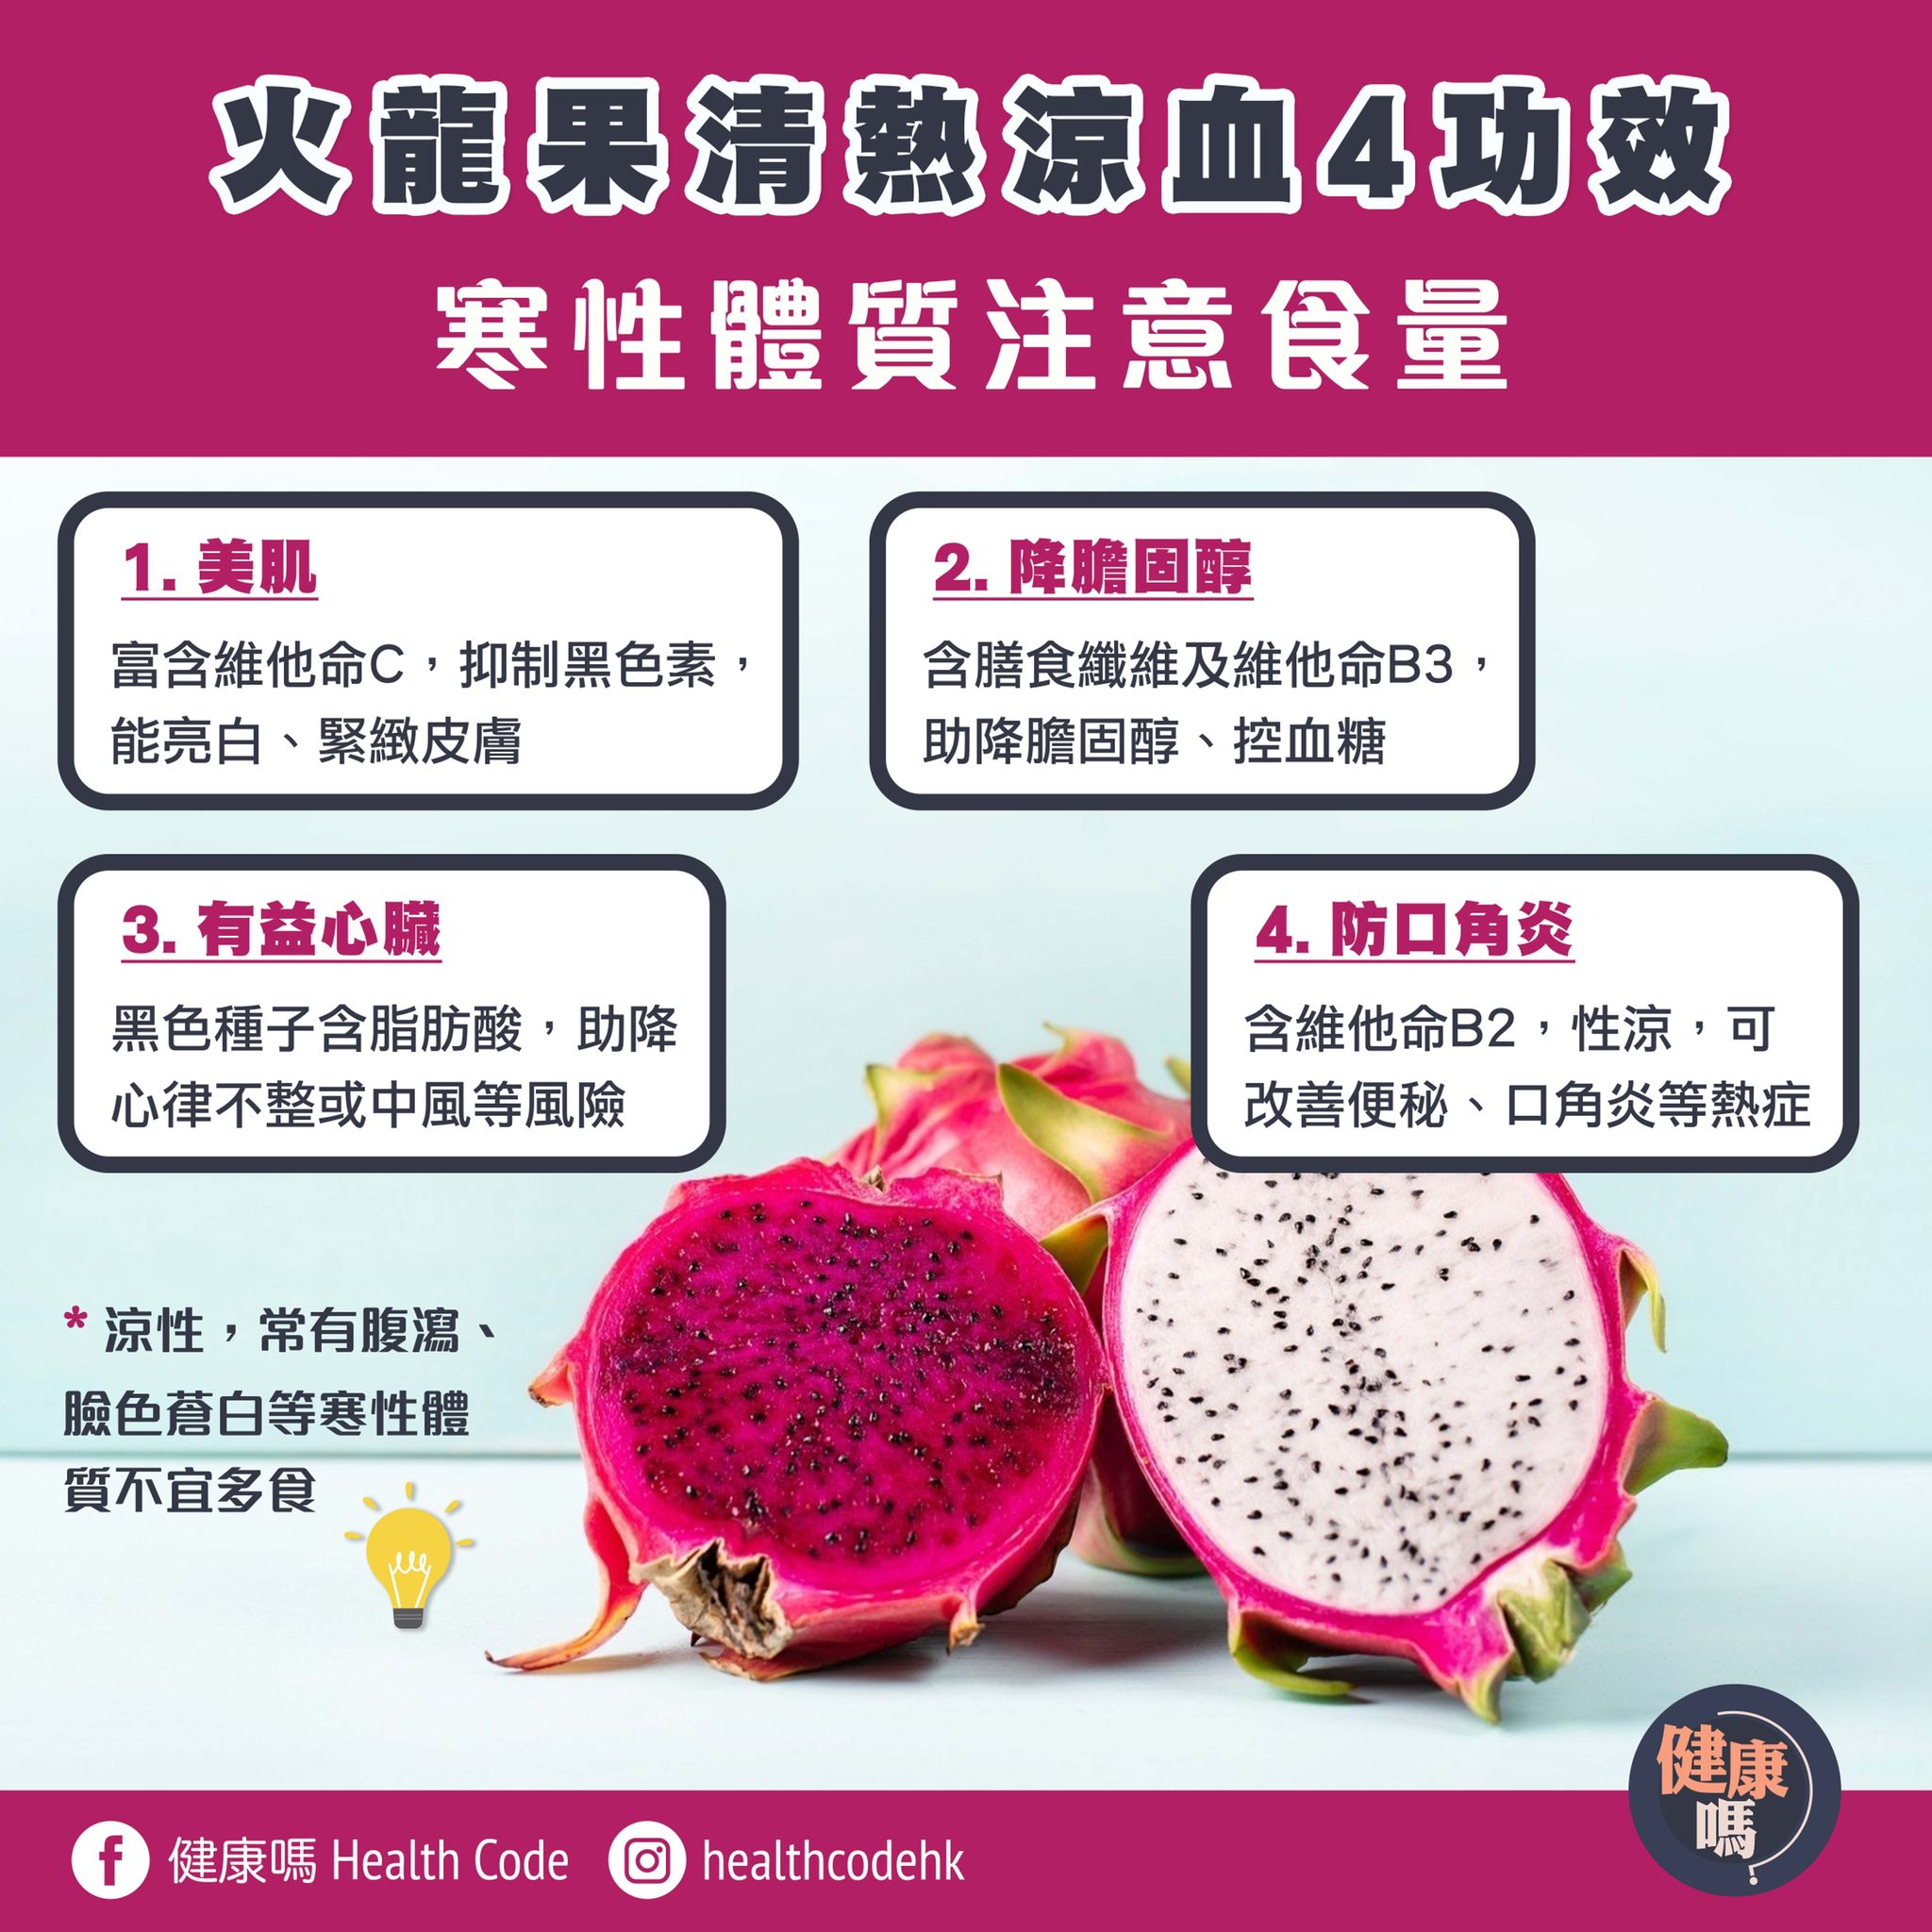 火龍果清熱涼血4功效
寒性體質注意食量
1. 美肌
富含維他命C，抑制黑色素，
能亮白、緊緻皮膚
2. 降膽固醇
含膳食纖維及維他命B3，
助降膽固醇、控血糖
3. 有益心臟
黑色種子含脂肪酸，助降
心律不整或中風等風險
4. 防口角炎
含維他命B2，性涼，可
改善便秘、口角炎等熱症
* 涼性，常有腹瀉、
臉色蒼白等寒性體
質不宜多食
健康
嗎?
健康嗎 Health Code
healthcodehk